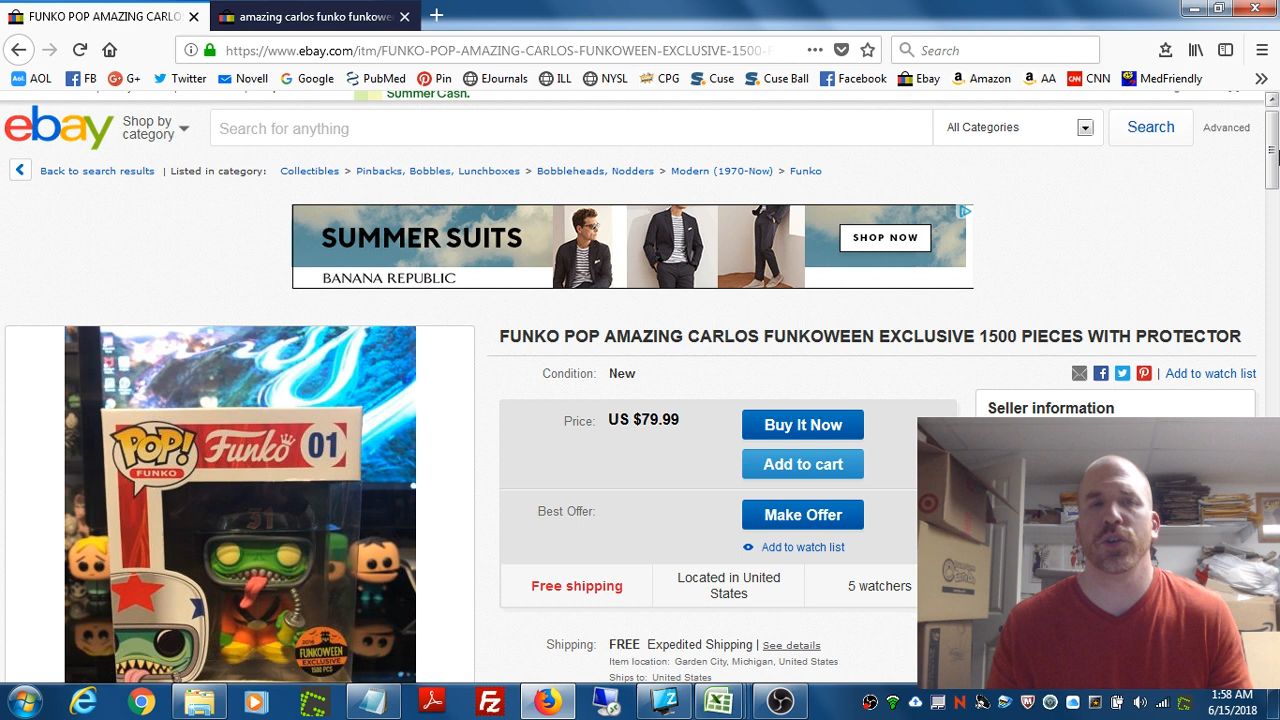 FUNKO POP AMAZING CARLO
amazing carlos funko funkowee
https://www.ebay.com/itm/FUNKO-POP-AMAZING-CARLOS-FUNKOWEEN-EXCLUSIVE-1500-P
Search
AOL
FB
G+
Twitter
Novell
Google
PubMed
Pin
EJournals
ILL
NYSL
CPG
Cuse
Cuse Ball
Facebook
Ebay
Amazon
AA
CNN
MedFriendly
SummerCash.
ebay
Shop by
category
Search for anything
All Categories
Search
Advanced
Back to search results | Listed in category: Collectibles > Pinbacks, Bobbles, Lunchboxes > Bobbleheads, Nodders > Modern (1970-Now) > Funko
SUMMER SUITS
BANANA REPUBLIC
SHOP NOW
FUNKO POP AMAZING CARLOS FUNKOWEEN EXCLUSIVE 1500 PIECES WITH PROTECTOR
Condition: New
| Add to watch list
Seller information
Price: US $79.99
Buy It Now
Add to cart
Best Offer:
Make Offer
Add to watch list
Free shipping
Located in United
States
5 watchers
Shipping: FREE Expedited Shipping | See details
Item location: Garden City, Michigan, United States
Ships to: United States
POP!
FUNKO
Funko
01
31
2016
FUNKOWEEN
EXCLUSIVE
1500 PCS
1:58 AM
6/15/2018